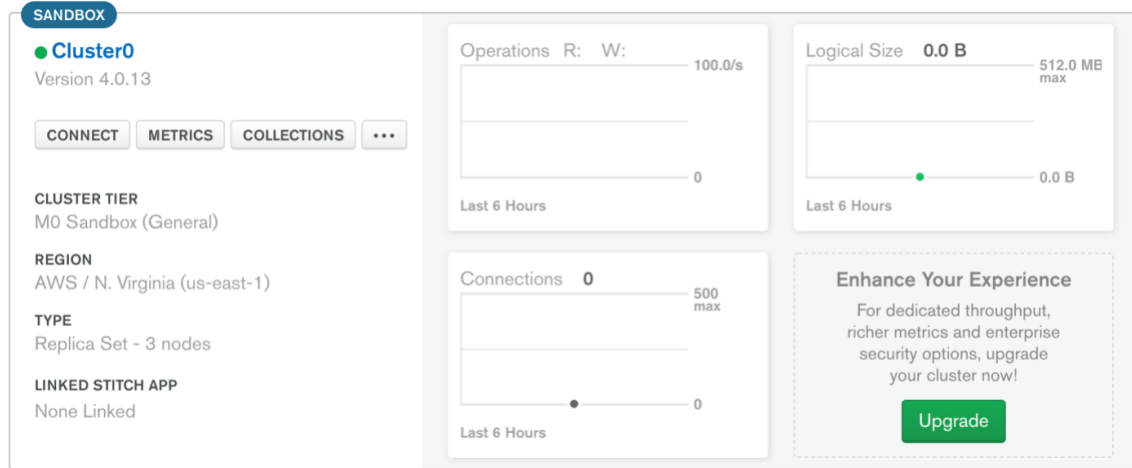 SANDBOX
Cluster0
Version 4.0.13
CONNECT
METRICS
COLLECTIONS
•••
CLUSTER TIER
M0 Sandbox (General)
REGION
AWS / N. Virginia (us-east-1)
TYPE
Replica Set - 3 nodes
LINKED STITCH APP
None Linked
Operations R: W:
100.0/s
0
Last 6 Hours
Logical Size 0.0 B
512.0 MB
max
0.0 B
Last 6 Hours
Connections 0
500
max
0
Last 6 Hours
Enhance Your Experience
For dedicated throughput,
richer metrics and enterprise
security options, upgrade
your cluster now!
Upgrade